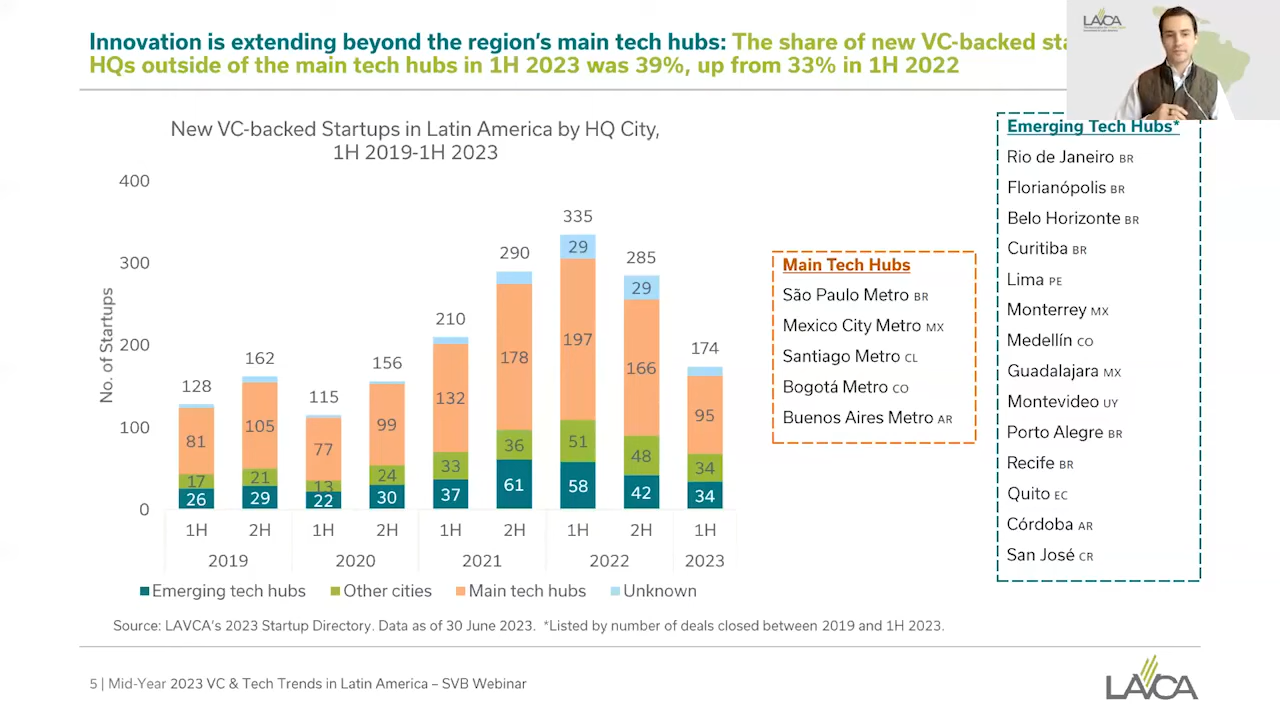 Innovation is extending beyond the region's main tech hubs: The share of new VC-backed
HQs outside of the main tech hubs in 1H 2023 was 39%, up from 33% in 1H 2022
LAVCA
New VC-backed Startups in Latin America by HQ City,
1H 2019-1H 2023
No. of Startups
400
300
200
100
0
128
162
115
156
210
290
335
285
174
29
29
81
105
77
99
132
178
197
166
95
17
21
13
24
33
36
51
48
34
26
29
22
30
37
61
58
42
34
1H 2H 1H 2H 1H 2H 1H 2H 1H
2019 2020 2021 2022 2023
Emerging tech hubs Other cities Main tech hubs Unknown
Main Tech Hubs
São Paulo Metro BR
Mexico City Metro MX
Santiago Metro CL
Bogotá Metro CO
Buenos Aires Metro AR
Emerging Tech Hubs*
Rio de Janeiro BR
Florianópolis BR
Belo Horizonte BR
Curitiba BR
Lima PE
Monterrey MX
Medellín CO
Guadalajara MX
Montevideo UY
Porto Alegre BR
Recife BR
Quito EC
Córdoba AR
San José CR
Source: LAVCA's 2023 Startup Directory. Data as of 30 June 2023. *Listed by number of deals closed between 2019 and 1H 2023.
5 | Mid-Year 2023 VC & Tech Trends in Latin America – SVB Webinar
LAVCA